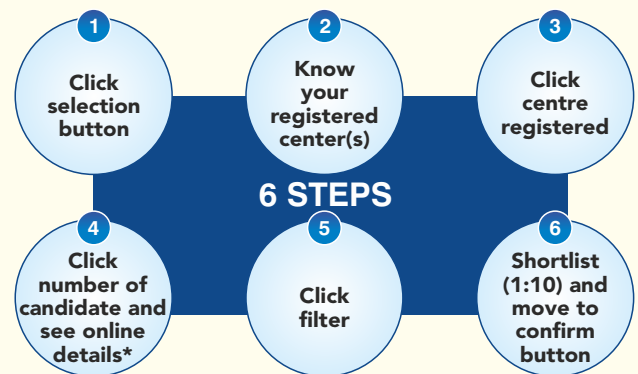 1
Click
selection
button
2
Know
your
registered
center(s)
3
Click
centre
registered
6 STEPS
4
Click
number of
candidate and
see online
details*
5
Click
filter
6
Shortlist
(1:10) and
move to
confirm
button